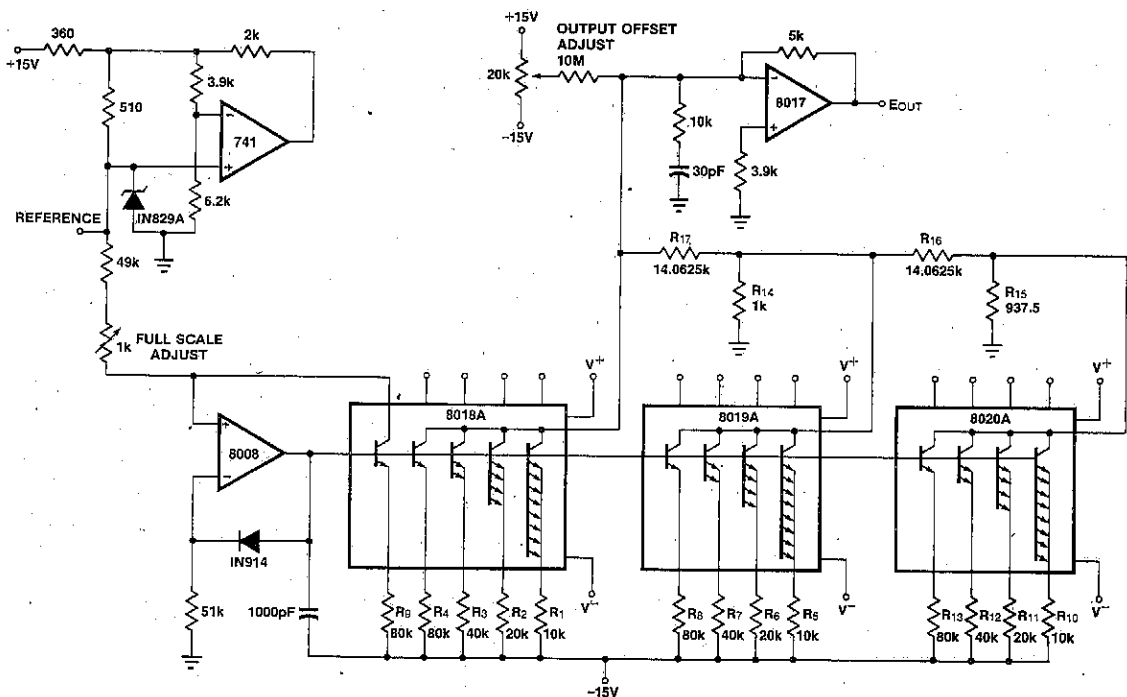 360
+15V
2k
3.9k
510
−
741
+
6.2k
IN829A
REFERENCE
49k
1k
FULL SCALE
ADJUST
+15V
20k
−15V
OUTPUT OFFSET
ADJUST
10M
5k
−
8017
+
EOUT
10k
30pF
3.9k
R17
14.0625k
R14
1k
R16
14.0625k
R15
937.5
+
8008
−
IN914
51k
1000pF
8018A
V+
V−
8019A
V+
V−
8020A
V+
V−
R9
80k
R4
80k
R3
40k
R2
20k
R1
10k
R8
80k
R7
40k
R6
20k
R5
10k
R13
80k
R12
40k
R11
20k
R10
10k
−15V